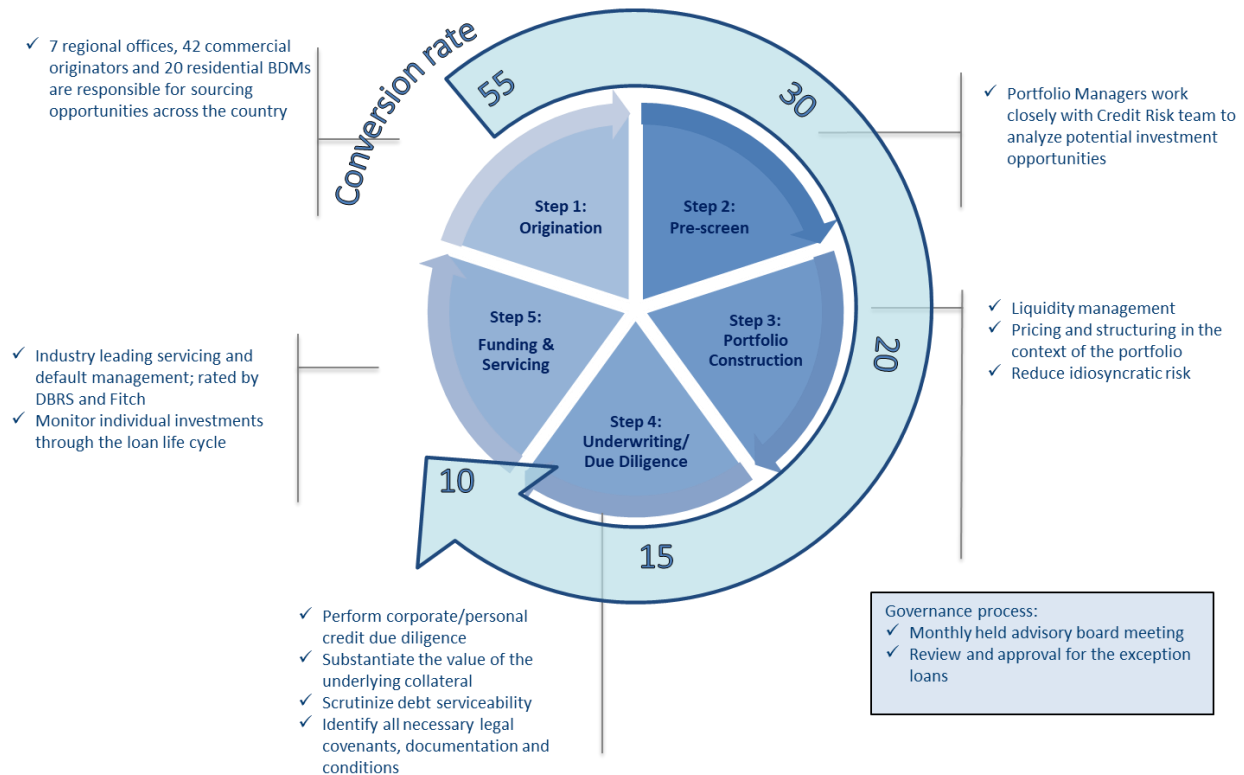 ✓ 7 regional offices, 42 commercial
originators and 20 residential BDMs
are responsible for sourcing
opportunities across the country
Conversion rate
55
30
20
15
10
✓ Portfolio Managers work
closely with Credit Risk team to
analyze potential investment
opportunities
Step 1:
Origination
Step 2:
Pre-screen
Step 3:
Portfolio
Construction
Step 4:
Underwriting/
Due Diligence
Step 5:
Funding &
Servicing
✓ Liquidity management
✓ Pricing and structuring in the
context of the portfolio
✓ Reduce idiosyncratic risk
✓ Industry leading servicing and
default management; rated by
DBRS and Fitch
✓ Monitor individual investments
through the loan life cycle
✓ Perform corporate/personal
credit due diligence
✓ Substantiate the value of the
underlying collateral
✓ Scrutinize debt serviceability
✓ Identify all necessary legal
covenants, documentation and
conditions
Governance process:
✓ Monthly held advisory board meeting
✓ Review and approval for the exception
loans